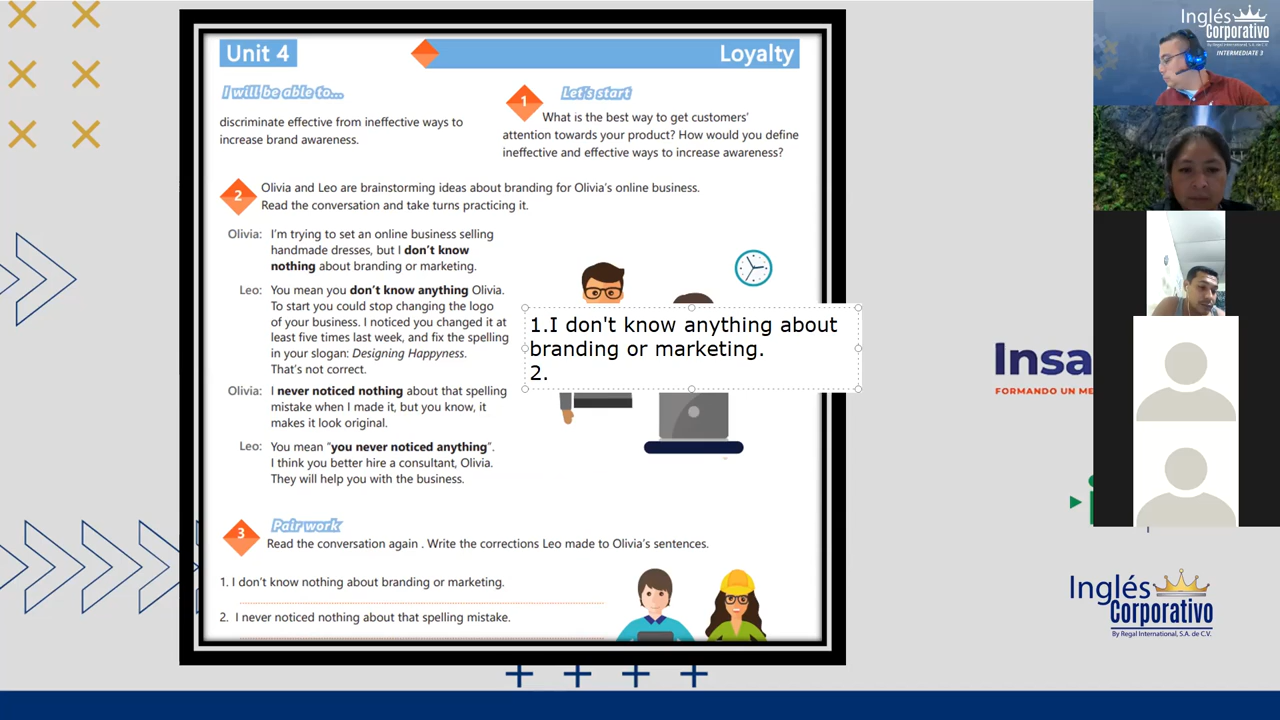 Unit 4
Loyalty
I will be able to...
discriminate effective from ineffective ways to
increase brand awareness.
1
Let's start
What is the best way to get customers'
attention towards your product? How would you define
ineffective and effective ways to increase awareness?
2
Olivia and Leo are brainstorming ideas about branding for Olivia's online business.
Read the conversation and take turns practicing it.
Olivia: I'm trying to set an online business selling
handmade dresses, but I don't know
nothing about branding or marketing.
Leo: You mean you don't know anything Olivia.
To start you could stop changing the logo
of your business. I noticed you changed it at
least five times last week, and fix the spelling
in your slogan: Designing Happyness.
That's not correct.
Olivia: I never noticed nothing about that spelling
mistake when I made it, but you know, it
makes it look original.
Leo: You mean "you never noticed anything".
I think you better hire a consultant, Olivia.
They will help you with the business.
1.I don't know anything about
branding or marketing.
2.
3
Pair work
Read the conversation again . Write the corrections Leo made to Olivia's sentences.
1. I don't know nothing about branding or marketing.
2. I never noticed nothing about that spelling mistake.
Inglés
Corporativo
By Regal International, S.A. de C.V.
INTERMEDIATE 3
Insa
FORMANDO UN ME
Inglés
Corporativo
By Regal International, S.A. de C.V.